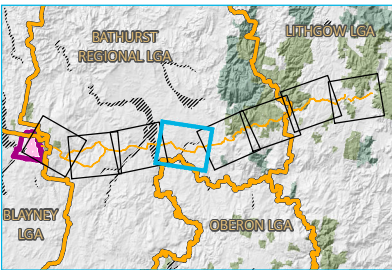 BATHURST
REGIONAL LGA
LITHGOW LGA
BLAYNEY
LGA
OBERON LGA